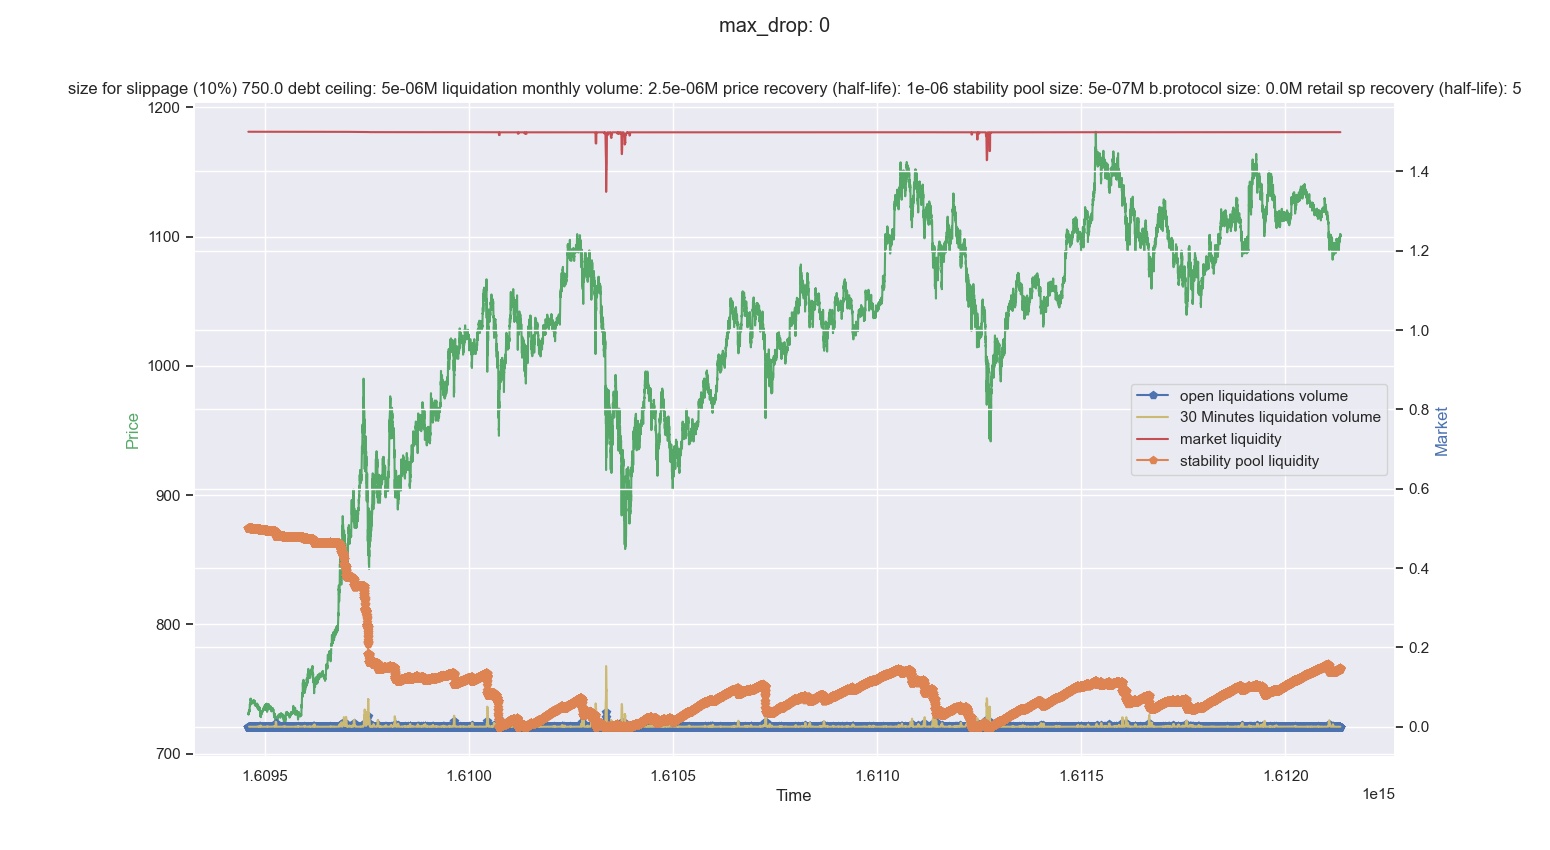 max_drop: 0
size for slippage (10%) 750.0 debt ceiling: 5e-06M liquidation monthly volume: 2.5e-06M price recovery (half-life): 1e-06 stability pool size: 5e-07M b.protocol size: 0.0M retail sp recovery (half-life): 5
1200
1100
1000
900
800
700
Price
1.4
1.2
1.0
0.8
0.6
0.4
0.2
0.0
Market
open liquidations volume
30 Minutes liquidation volume
market liquidity
stability pool liquidity
1.6095 1.6100 1.6105 1.6110 1.6115 1.6120
Time
1e15